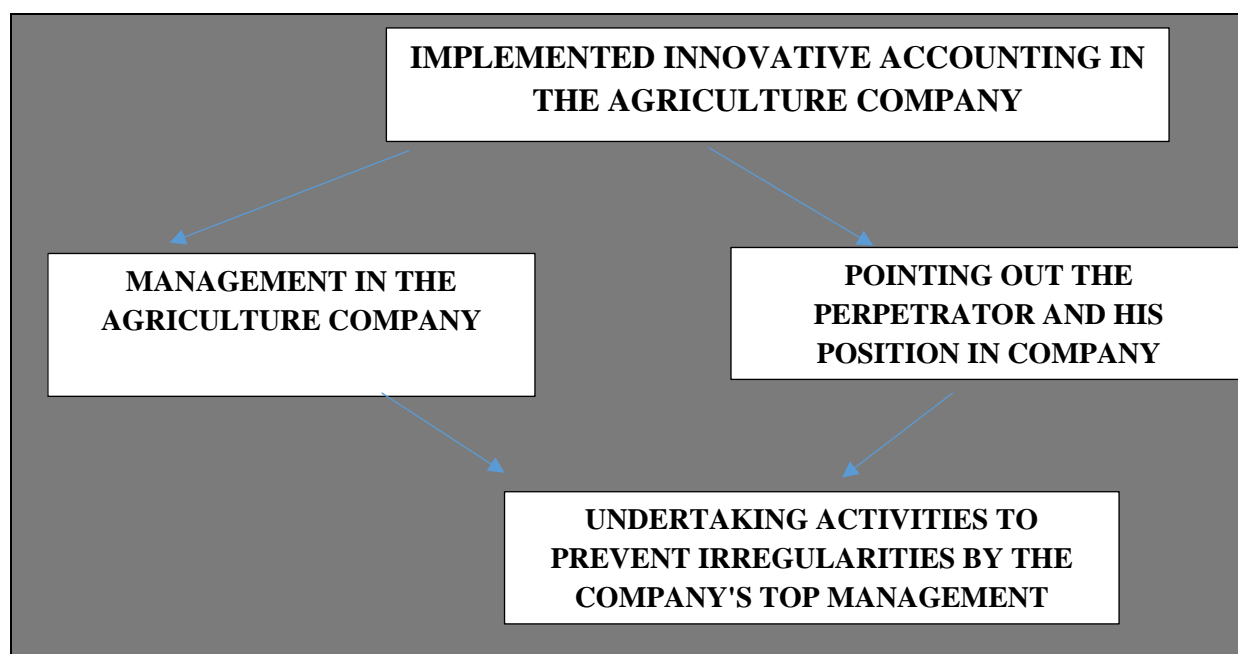 IMPLEMENTED INNOVATIVE ACCOUNTING IN
THE AGRICULTURE COMPANY
MANAGEMENT IN THE
AGRICULTURE COMPANY
POINTING OUT THE
PERPETRATOR AND HIS
POSITION IN COMPANY
UNDERTAKING ACTIVITIES TO
PREVENT IRREGULARITIES BY THE
COMPANY'S TOP MANAGEMENT